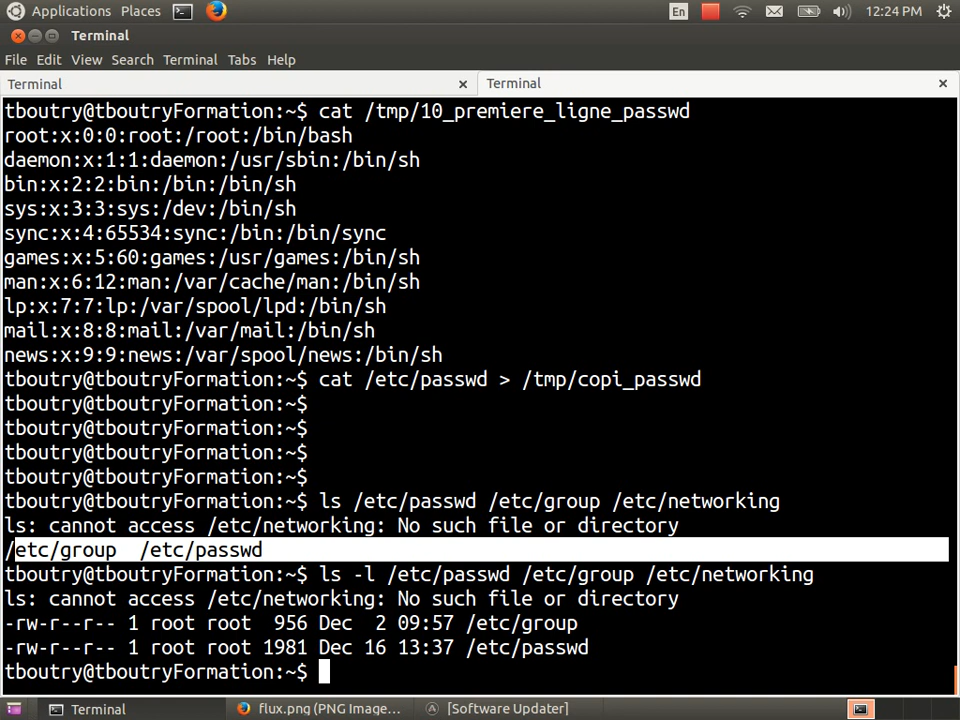 Applications Places En 12:24 PM
Terminal
File Edit View Search Terminal Tabs Help
Terminal Terminal
tboutry@tboutryFormation:~$ cat /tmp/10_premiere_ligne_passwd
root:x:0:0:root:/root:/bin/bash
daemon:x:1:1:daemon:/usr/sbin:/bin/sh
bin:x:2:2:bin:/bin:/bin/sh
sys:x:3:3:sys:/dev:/bin/sh
sync:x:4:65534:sync:/bin:/bin/sync
games:x:5:60:games:/usr/games:/bin/sh
man:x:6:12:man:/var/cache/man:/bin/sh
lp:x:7:7:lp:/var/spool/lpd:/bin/sh
mail:x:8:8:mail:/var/mail:/bin/sh
news:x:9:9:news:/var/spool/news:/bin/sh
tboutry@tboutryFormation:~$ cat /etc/passwd > /tmp/copi_passwd
tboutry@tboutryFormation:~$
tboutry@tboutryFormation:~$
tboutry@tboutryFormation:~$
tboutry@tboutryFormation:~$
tboutry@tboutryFormation:~$ ls /etc/passwd /etc/group /etc/networking
ls: cannot access /etc/networking: No such file or directory
/etc/group  /etc/passwd
tboutry@tboutryFormation:~$ ls -l /etc/passwd /etc/group /etc/networking
ls: cannot access /etc/networking: No such file or directory
-rw-r--r-- 1 root root  956 Dec  2 09:57 /etc/group
-rw-r--r-- 1 root root 1981 Dec 16 13:37 /etc/passwd
tboutry@tboutryFormation:~$
Terminal flux.png (PNG Image... [Software Updater]